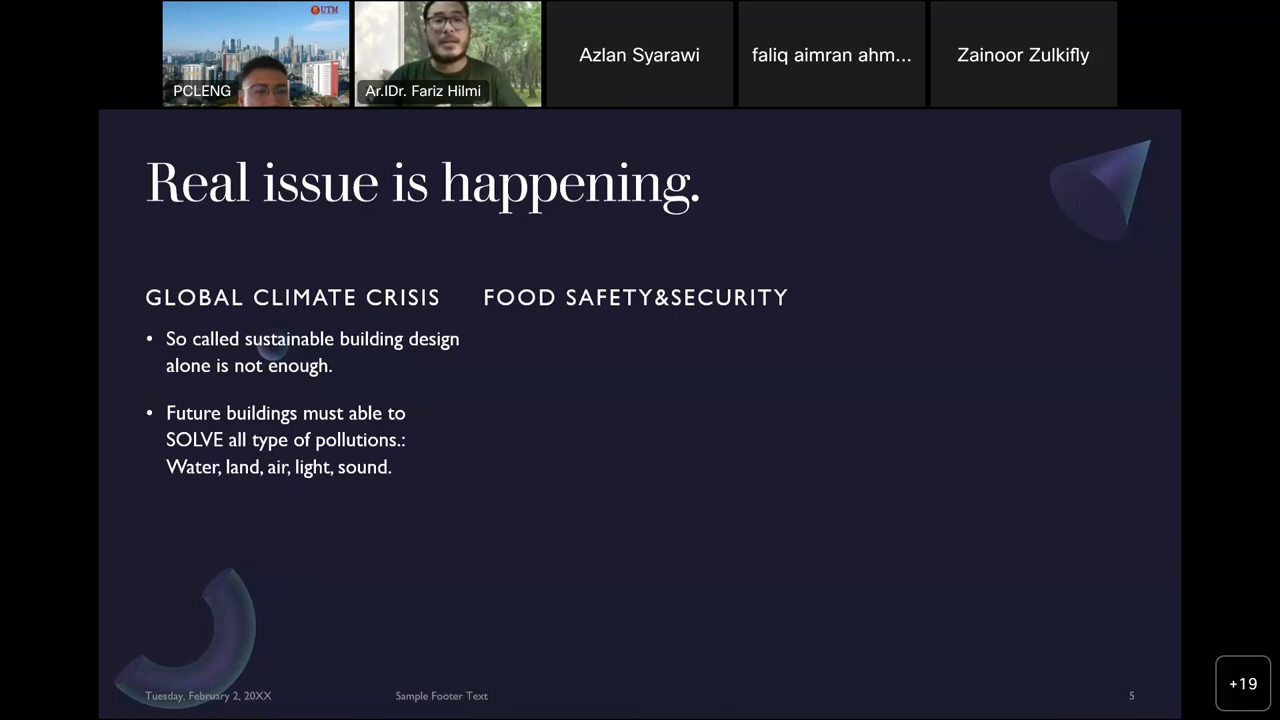 UTM
PCLENG
Ar.IDr. Fariz Hilmi
Azlan Syarawi
faliq aimran ahm...
Zainoor Zulkifly
Real issue is happening.
GLOBAL CLIMATE CRISIS
• So called sustainable building design
alone is not enough.
• Future buildings must able to
SOLVE all type of pollutions.:
Water, land, air, light, sound.
FOOD SAFETY&SECURITY
Tuesday, February 2, 20XX
Sample Footer Text
5
+19